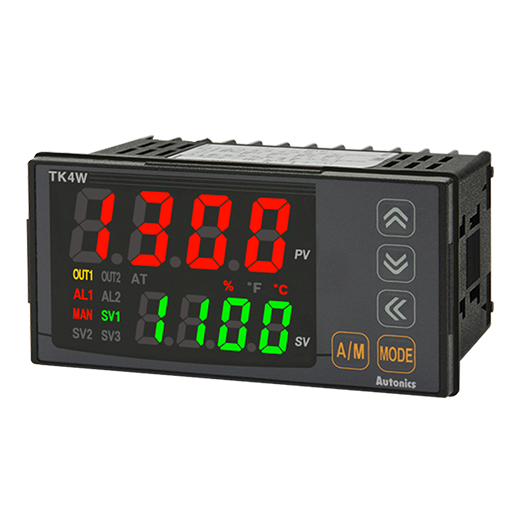 TK4W
1300 PV
OUT1 OUT2 AT
% °F °C
AL1 AL2
MAN SV1
1100 SV
SV2 SV3
A/M MODE
Autonics